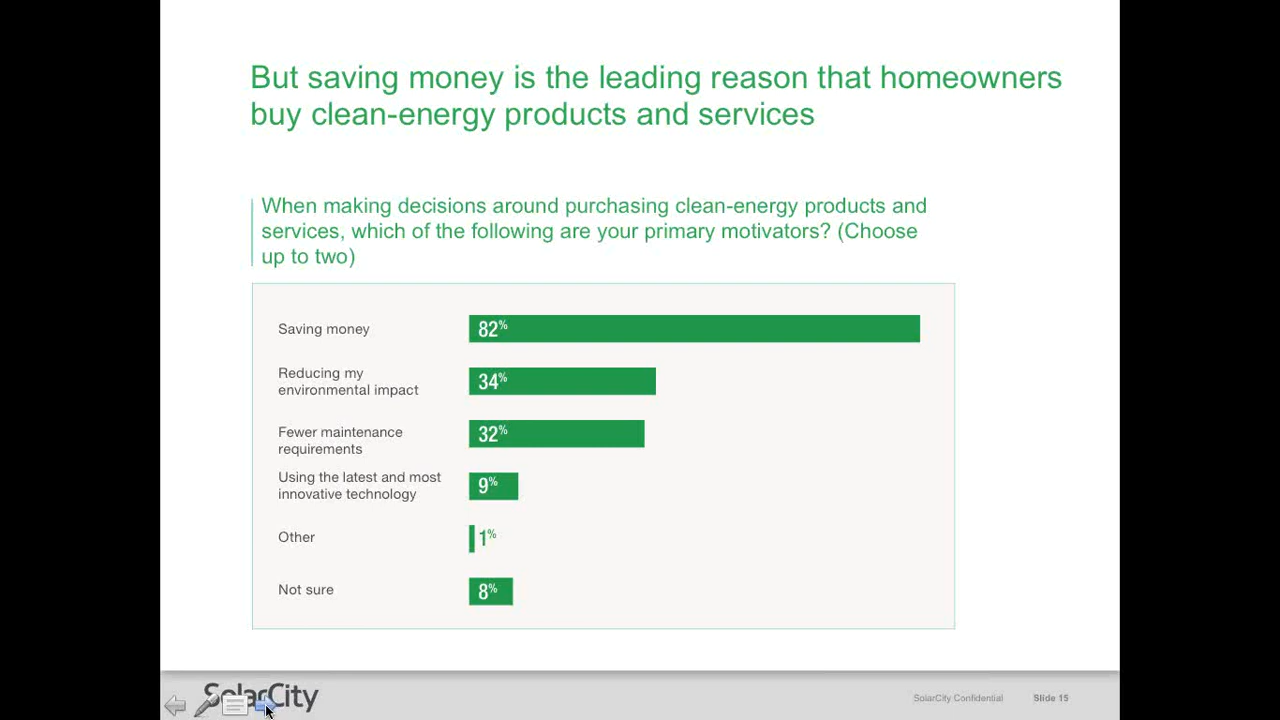 But saving money is the leading reason that homeowners
buy clean-energy products and services
When making decisions around purchasing clean-energy products and
services, which of the following are your primary motivators? (Choose
up to two)
Saving money
82%
Reducing my
environmental impact
34%
Fewer maintenance
requirements
32%
Using the latest and most
innovative technology
9%
Other
1%
Not sure
8%
SolarCity
SolarCity Confidential
Slide 15